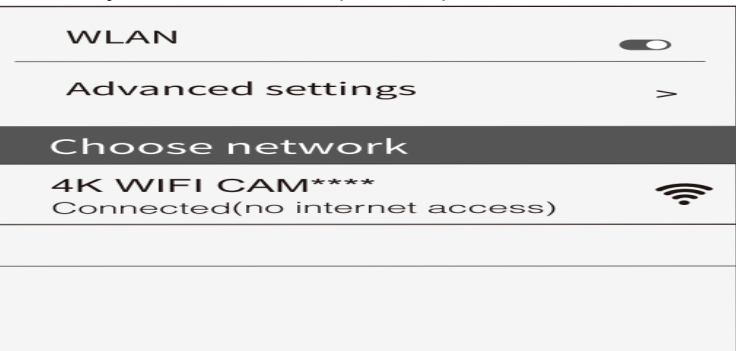 WLAN
Advanced settings >
Choose network
4K WIFI CAM****
Connected(no internet access)